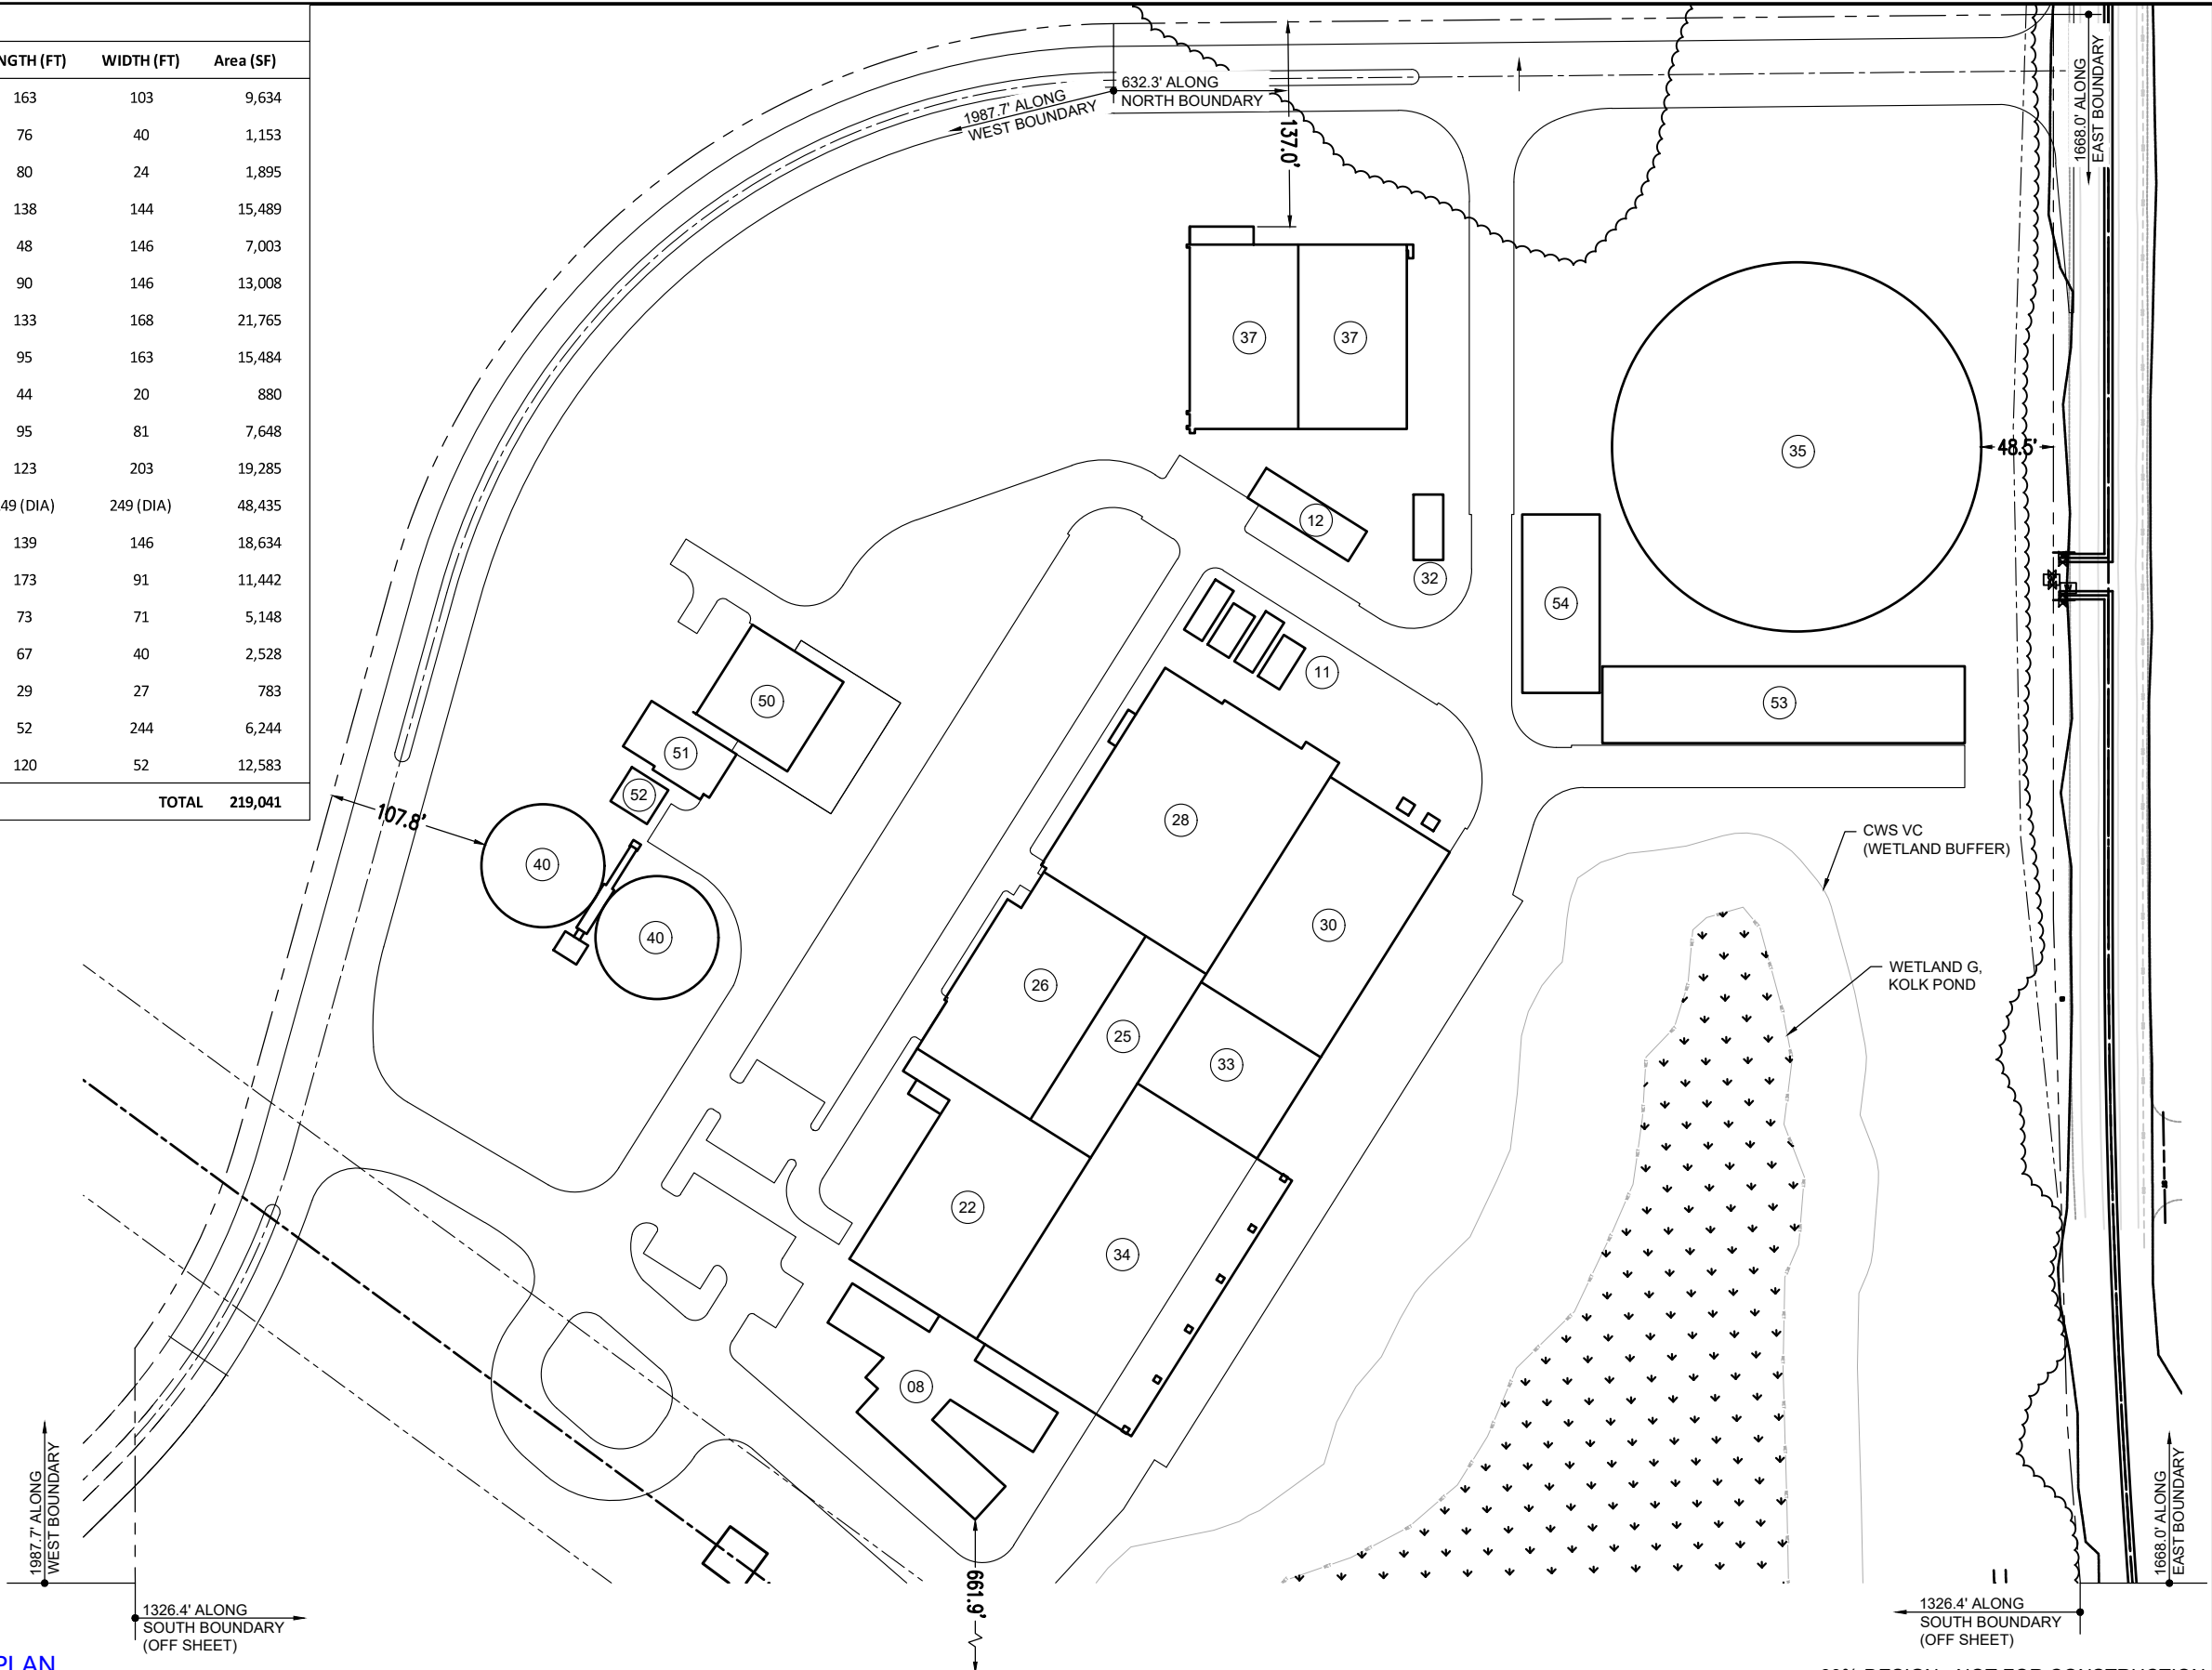 NGTH (FT) WIDTH (FT) Area (SF)
163 103 9,634
76 40 1,153
80 24 1,895
138 144 15,489
48 146 7,003
90 146 13,008
133 168 21,765
95 163 15,484
44 20 880
95 81 7,648
123 203 19,285
49 (DIA) 249 (DIA) 48,435
139 146 18,634
173 91 11,442
73 71 5,148
67 40 2,528
29 27 783
52 244 6,244
120 52 12,583
TOTAL 219,041
632.3' ALONG
NORTH BOUNDARY
1987.7' ALONG
WEST BOUNDARY
137.0'
1668.0' ALONG
EAST BOUNDARY
37
37
35
48.5'
12
32
54
11
53
50
51
52
107.8'
40
40
28
30
26
25
33
22
34
08
CWS VC
(WETLAND BUFFER)
WETLAND G,
KOLK POND
1987.7' ALONG
WEST BOUNDARY
1326.4' ALONG
SOUTH BOUNDARY
(OFF SHEET)
661.9'
1326.4' ALONG
SOUTH BOUNDARY
(OFF SHEET)
1668.0' ALONG
EAST BOUNDARY
PLAN